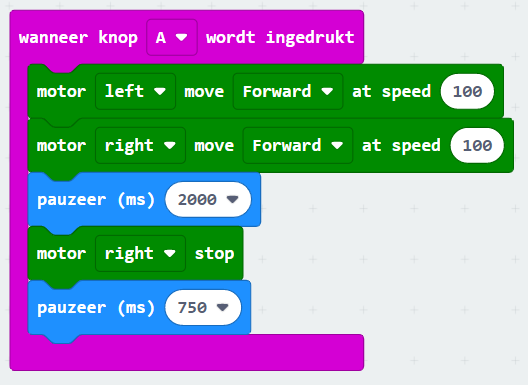 wanneer knop A wordt ingedrukt
motor left move Forward at speed 100
motor right move Forward at speed 100
pauzeer (ms) 2000
motor right stop
pauzeer (ms) 750